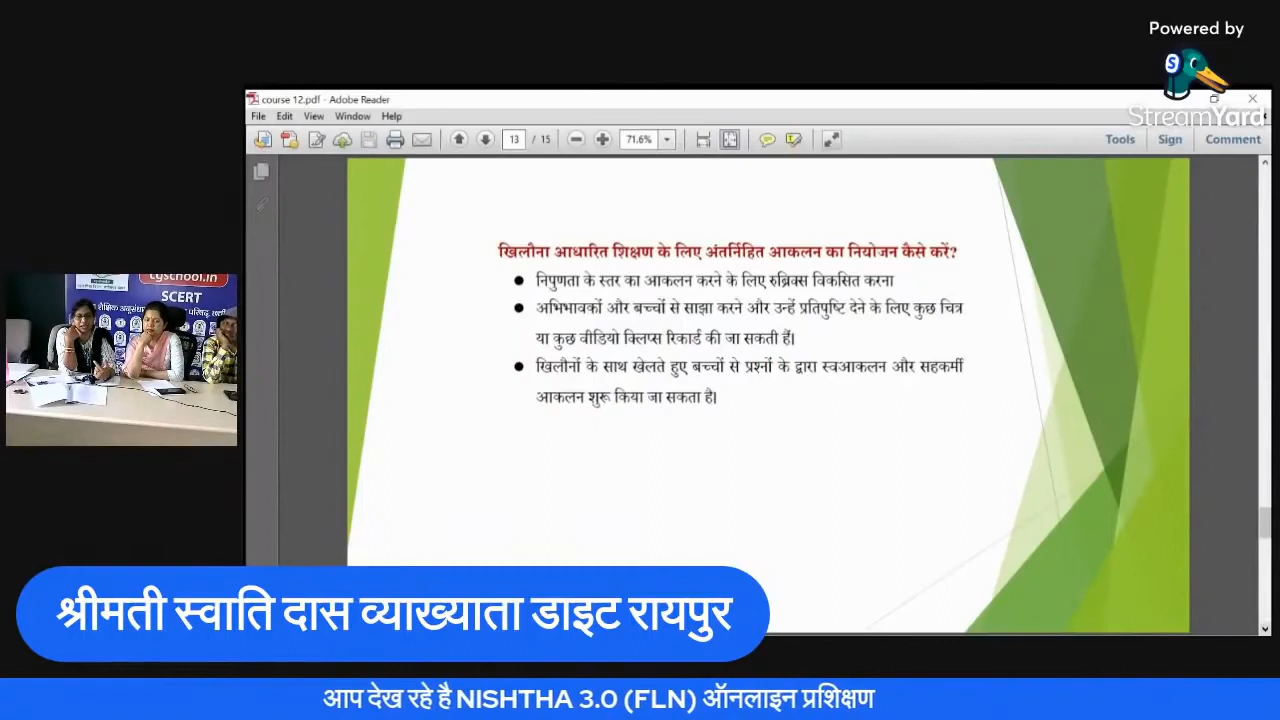 Powered by
S
StreamYard
course 12.pdf - Adobe Reader
File Edit View Window Help
13 / 15 71.6% Tools Sign Comment
खिलौना आधारित शिक्षण के लिए अंतर्निहित आकलन का नियोजन कैसे करें?
● निपुणता के स्तर का आकलन करने के लिए रुब्रिक्स विकसित करना
● अभिभावकों और बच्चों से साझा करने और उन्हें प्रतिपुष्टि देने के लिए कुछ चित्र
या कुछ वीडियो क्लिप्स रिकार्ड की जा सकती हैं।
● खिलौनों के साथ खेलते हुए बच्चों से प्रश्नों के द्वारा स्वआकलन और सहकर्मी
आकलन शुरू किया जा सकता है।
cgschool.in
SCERT
श्रीमती स्वाति दास व्याख्याता डाइट रायपुर
आप देख रहे है NISHTHA 3.0 (FLN) ऑनलाइन प्रशिक्षण